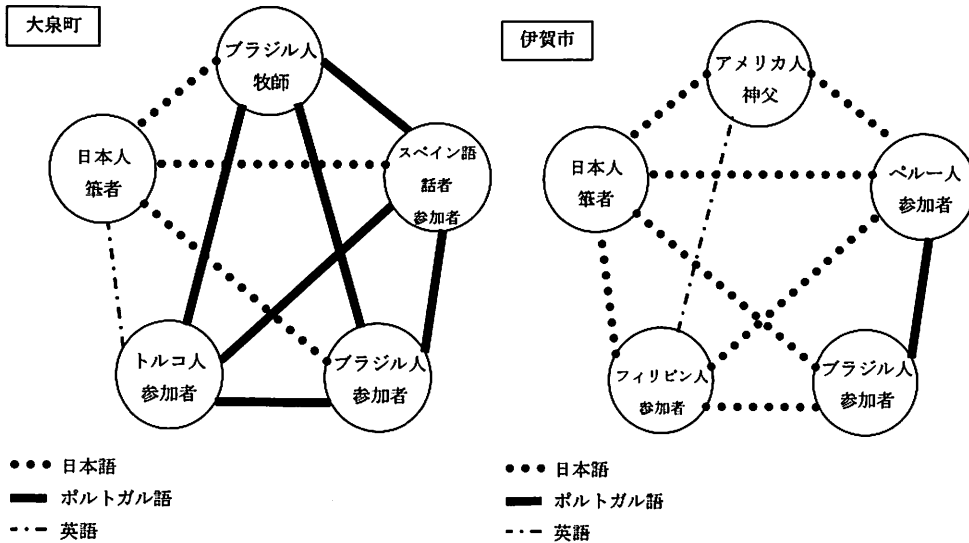 大泉町
ブラジル人
牧師
日本人
筆者
スペイン語
話者
参加者
トルコ人
参加者
ブラジル人
参加者
日本語
ポルトガル語
英語
伊賀市
アメリカ人
神父
日本人
筆者
ペルー人
参加者
フィリピン人
参加者
ブラジル人
参加者
日本語
ポルトガル語
英語